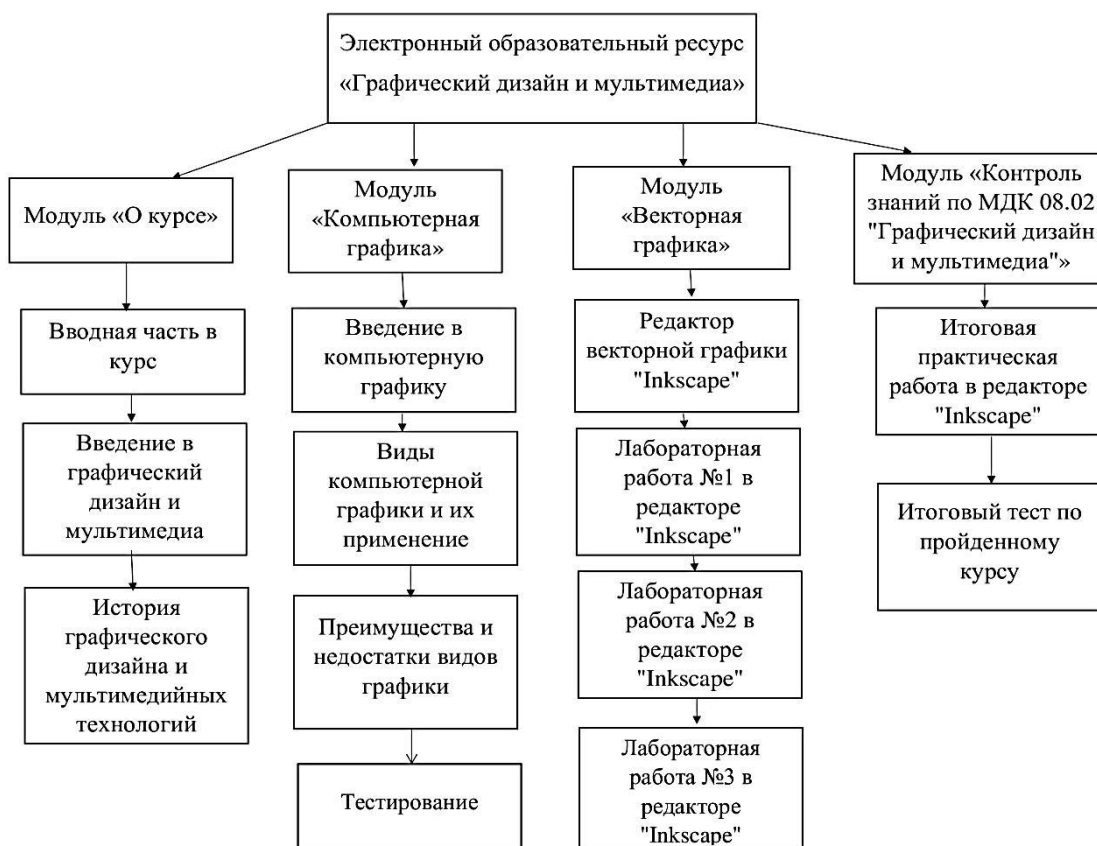 Электронный образовательный ресурс
«Графический дизайн и мультимедиа»
Модуль «О курсе»
Вводная часть в
курс
Введение в
графический
дизайн и
мультимедиа
История
графического
дизайна и
мультимедийных
технологий
Модуль
«Компьютерная
графика»
Введение в
компьютерную
графику
Виды
компьютерной
графики и их
применение
Преимущества и
недостатки видов
графики
Тестирование
Модуль
«Векторная
графика»
Редактор
векторной графики
"Inkscape"
Лабораторная
работа №1 в
редакторе
"Inkscape"
Лабораторная
работа №2 в
редакторе
"Inkscape"
Лабораторная
работа №3 в
редакторе
"Inkscape"
Модуль «Контроль
знаний по МДК 08.02
"Графический дизайн
и мультимедиа"»
Итоговая
практическая
работа в редакторе
"Inkscape"
Итоговый тест по
пройденному
курсу